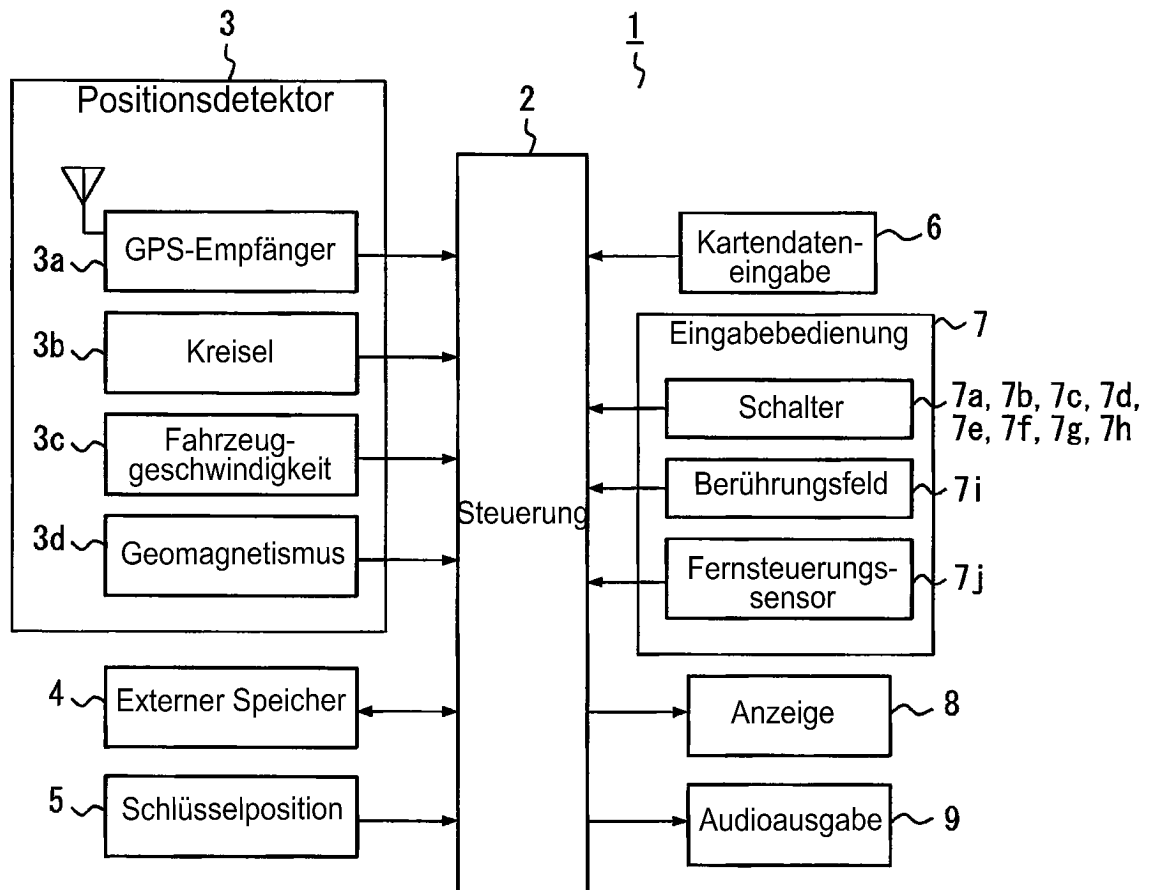 3
1
Positionsdetektor
2
GPS-Empfänger
3a
Kreisel
3b
Fahrzeug-
geschwindigkeit
3c
Geomagnetismus
3d
Externer Speicher
4
Schlüsselposition
5
Steuerung
Kartendaten-
eingabe
6
Eingabebedienung
7
Schalter
7a, 7b, 7c, 7d,
7e, 7f, 7g, 7h
Berührungsfeld
7i
Fernsteuerungs-
sensor
7j
Anzeige
8
Audioausgabe
9